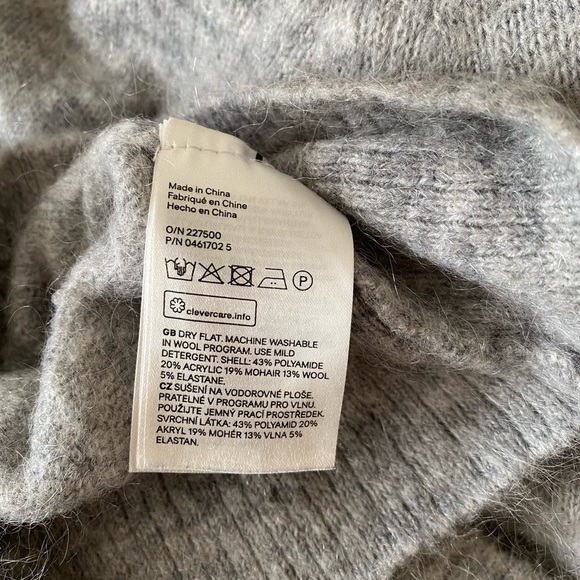 Made in China
Fabriqué en Chine
Hecho en China
O/N 227500
P/N 0461702 5
P
clevercare.info
GB DRY FLAT. MACHINE WASHABLE
IN WOOL PROGRAM. USE MILD
DETERGENT. SHELL: 43% POLYAMIDE
20% ACRYLIC 19% MOHAIR 13% WOOL
5% ELASTANE.
CZ SUŠENÍ NA VODOROVNÉ PLOŠE.
PRATELNÉ V PROGRAMU PRO VLNU.
POUŽIJTE JEMNÝ PRACÍ PROSTŘEDEK.
SVRCHNÍ LÁTKA: 43% POLYAMID 20%
AKRYL 19% MOHÉR 13% VLNA 5%
ELASTAN.